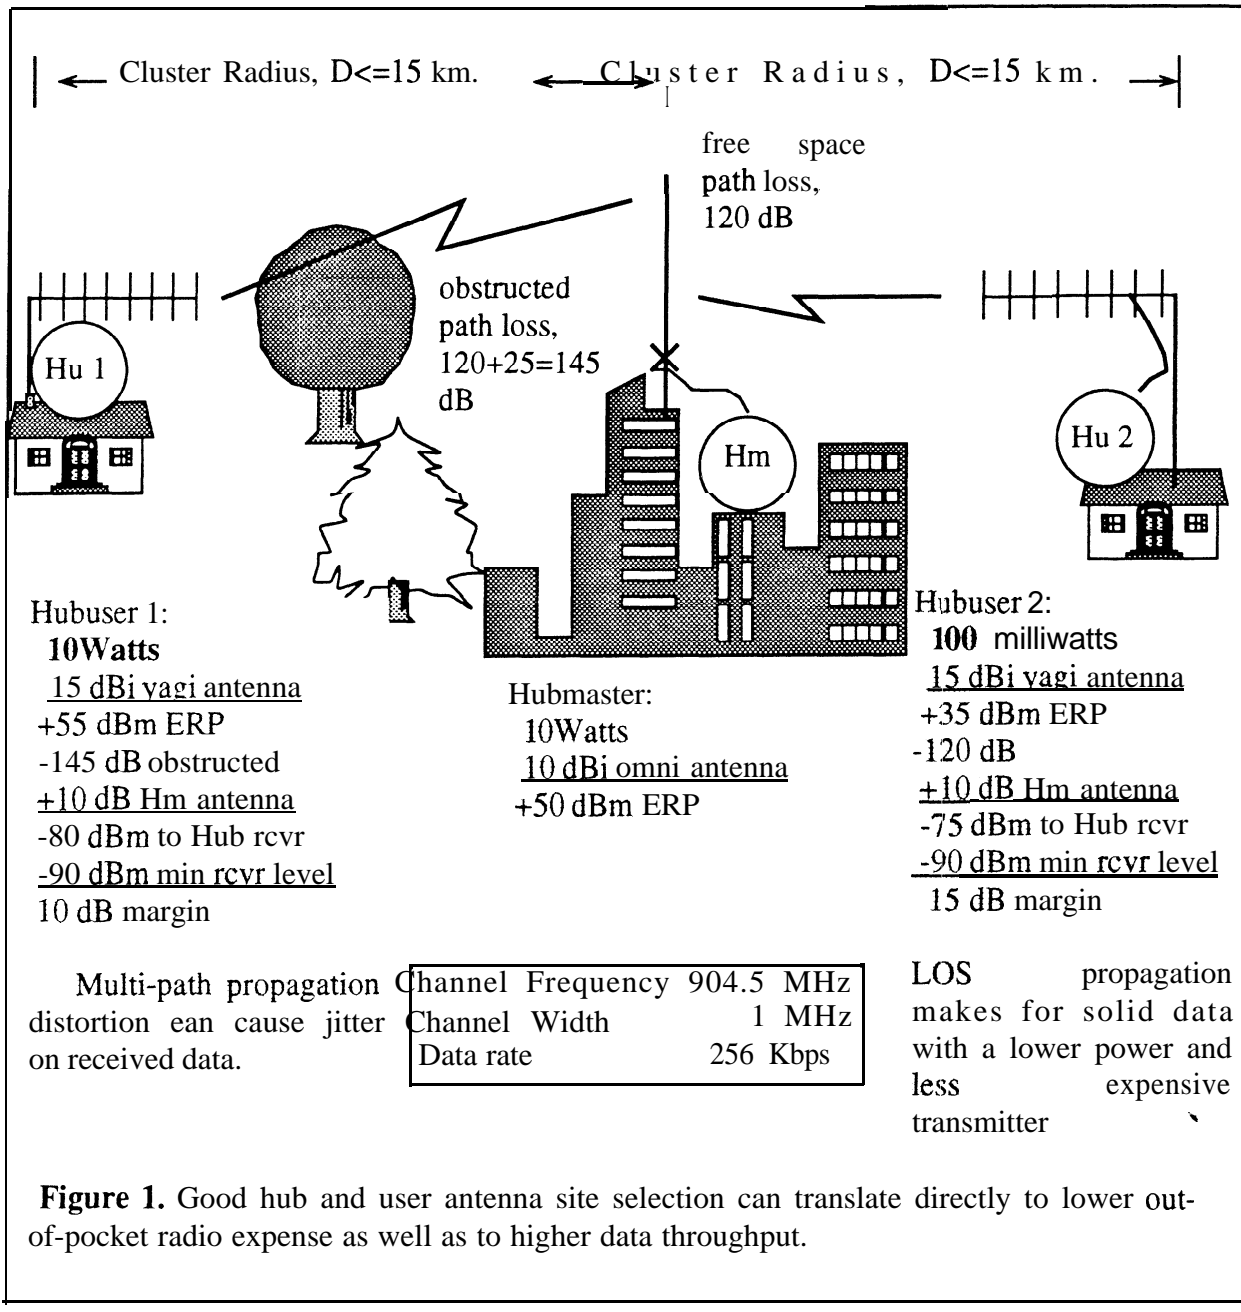 Cluster Radius, D<=15 km.
Cluster Radius, D<=15 km.
free space
path loss,
120 dB
obstructed
path loss,
120+25=145
dB
Hu 1
Hm
Hu 2
Hubuser 1:
10Watts
15 dBi yagi antenna
+55 dBm ERP
-145 dB obstructed
+10 dB Hm antenna
-80 dBm to Hub rcvr
-90 dBm min rcvr level
10 dB margin
Hubmaster:
10Watts
10 dBi omni antenna
+50 dBm ERP
Hubuser 2:
100 milliwatts
15 dBi yagi antenna
+35 dBm ERP
-120 dB
+10 dB Hm antenna
-75 dBm to Hub rcvr
-90 dBm min rcvr level
15 dB margin
Multi-path propagation
distortion ean cause jitter
on received data.
Channel Frequency 904.5 MHz
Channel Width 1 MHz
Data rate 256 Kbps
LOS propagation
makes for solid data
with a lower power and
less expensive
transmitter
Figure 1. Good hub and user antenna site selection can translate directly to lower out-
of-pocket radio expense as well as to higher data throughput.